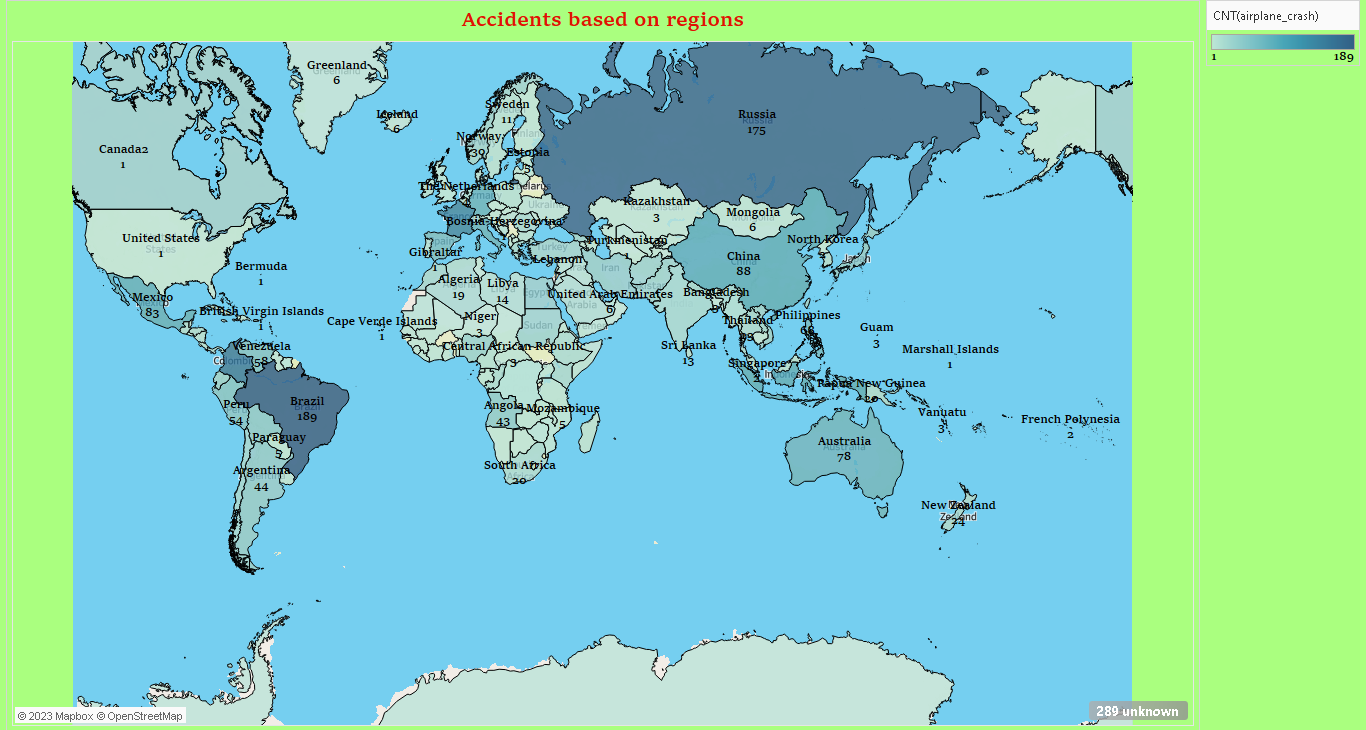 Accidents based on regions
CNT(airplane_crash)
1 189
Greenland
6
Iceland
6
Sweden
11
Russia
175
Norway
39
Canada2
1
Estonia
5
The Netherlands
Kazakhstan
3
Mongolia
6
Bosnia-Herzegovina
United States
1
Turkmenistan
1
North Korea
Gibraltar
1
Lebanon
China
88
Bermuda
1
Algeria
19
Libya
14
United Arab Emirates
6
Bangladesh
Mexico
83
British Virgin Islands
1
Cape Verde Islands
1
Niger
3
Thailand
Philippines
Guam
3
Venezuela
58
Central African Republic
3
Sri Lanka
13
Marshall Islands
1
Singapore
Papua New Guinea
Peru
54
Brazil
189
Angola
43
Mozambique
5
Vanuatu
3
French Polynesia
2
Paraguay
5
Australia
78
Argentina
44
South Africa
20
New Zealand
24
© 2023 Mapbox © OpenStreetMap
289 unknown